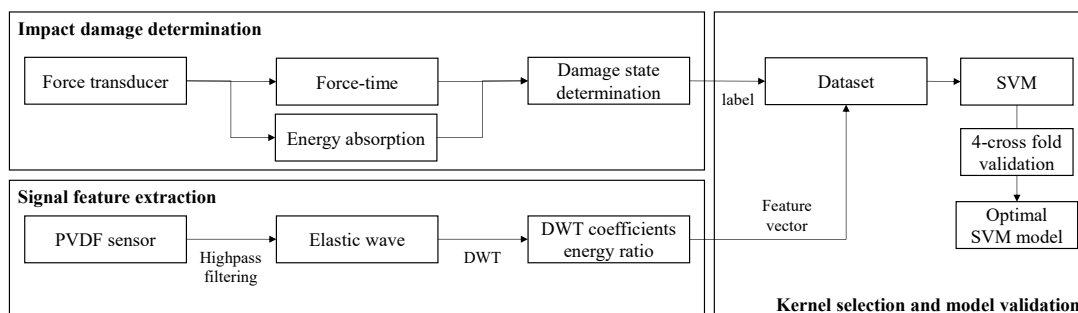 Impact damage determination
Force transducer
Force-time
Energy absorption
Damage state
determination
label
Dataset
SVM
4-cross fold
validation
Optimal
SVM model
Signal feature extraction
PVDF sensor
Highpass
filtering
Elastic wave
DWT
DWT coefficients
energy ratio
Feature
vector
Kernel selection and model validation